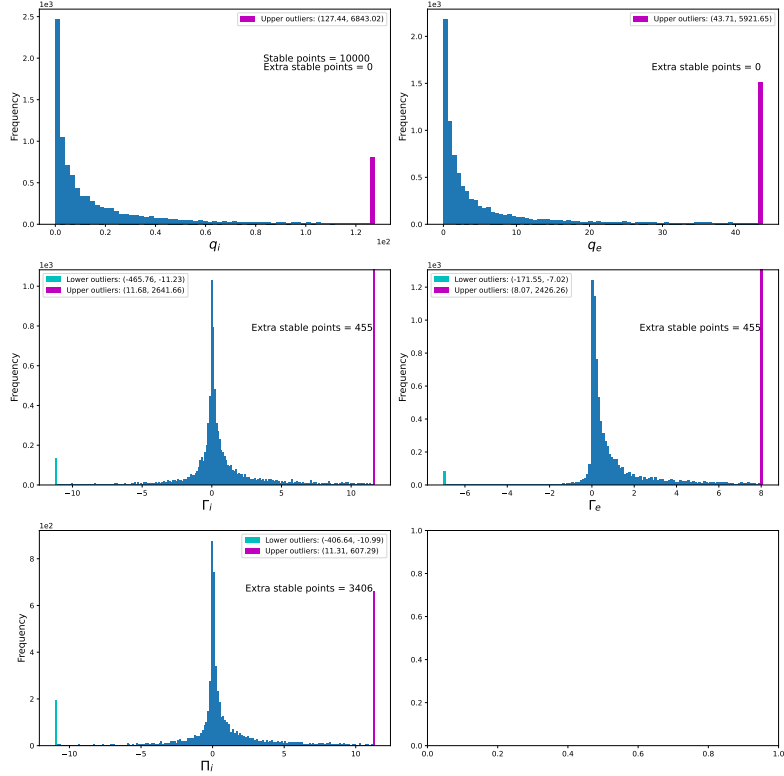 1e3
Upper outliers: (127.44, 6843.02)
Stable points = 10000
Extra stable points = 0
Frequency
2.5
2.0
1.5
1.0
0.5
0.0
0.0 0.2 0.4 0.6 0.8 1.0 1.2
1e2
q_i
1e3
Upper outliers: (43.71, 5921.65)
Extra stable points = 0
Frequency
2.0
1.5
1.0
0.5
0.0
0 10 20 30 40
q_e
1e3
Lower outliers: (-465.76, -11.23)
Upper outliers: (11.68, 2641.66)
Extra stable points = 455
Frequency
1.0
0.8
0.6
0.4
0.2
0.0
−10 −5 0 5 10
Γ_i
1e3
Lower outliers: (-171.55, -7.02)
Upper outliers: (8.07, 2426.26)
Extra stable points = 455
Frequency
1.2
0.9
0.6
0.3
0.0
−6 −4 −2 0 2 4 6 8
Γ_e
1e2
Lower outliers: (-406.64, -10.99)
Upper outliers: (11.31, 607.29)
Extra stable points = 3406
Frequency
8
6
4
2
0
−10 −5 0 5 10
Π_i
1.0
0.8
0.6
0.4
0.2
0.0
0.0 0.2 0.4 0.6 0.8 1.0